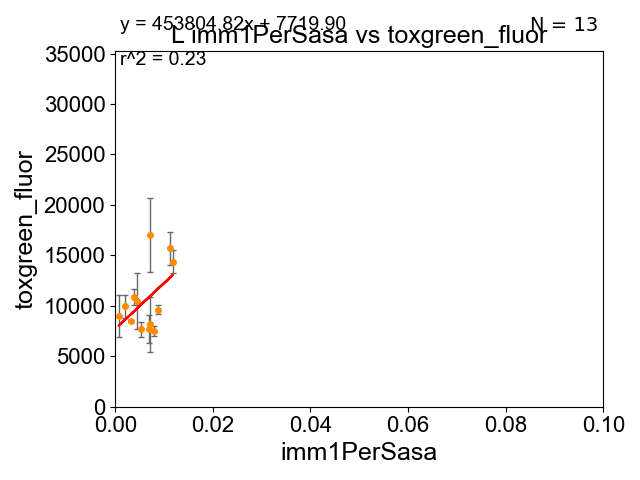 y = 453804.82x + 7719.90
N = 13
L imm1PerSasa vs toxgreen_fluor
r^2 = 0.23
35000
30000
25000
20000
15000
10000
5000
0
toxgreen_fluor
0.00 0.02 0.04 0.06 0.08 0.10
imm1PerSasa